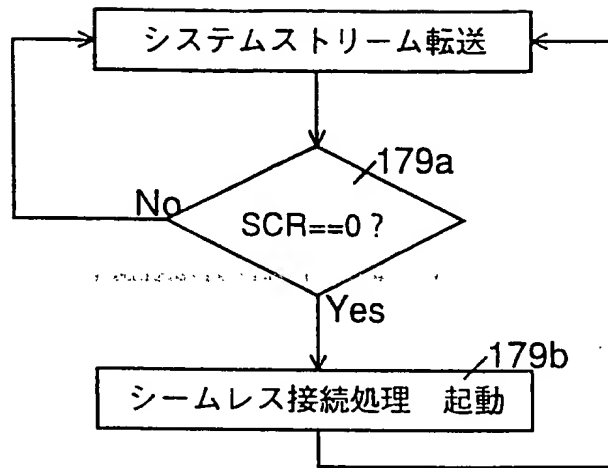 システムストリーム転送
179a
No
SCR==0?
Yes
179b
シームレス接続処理　起動